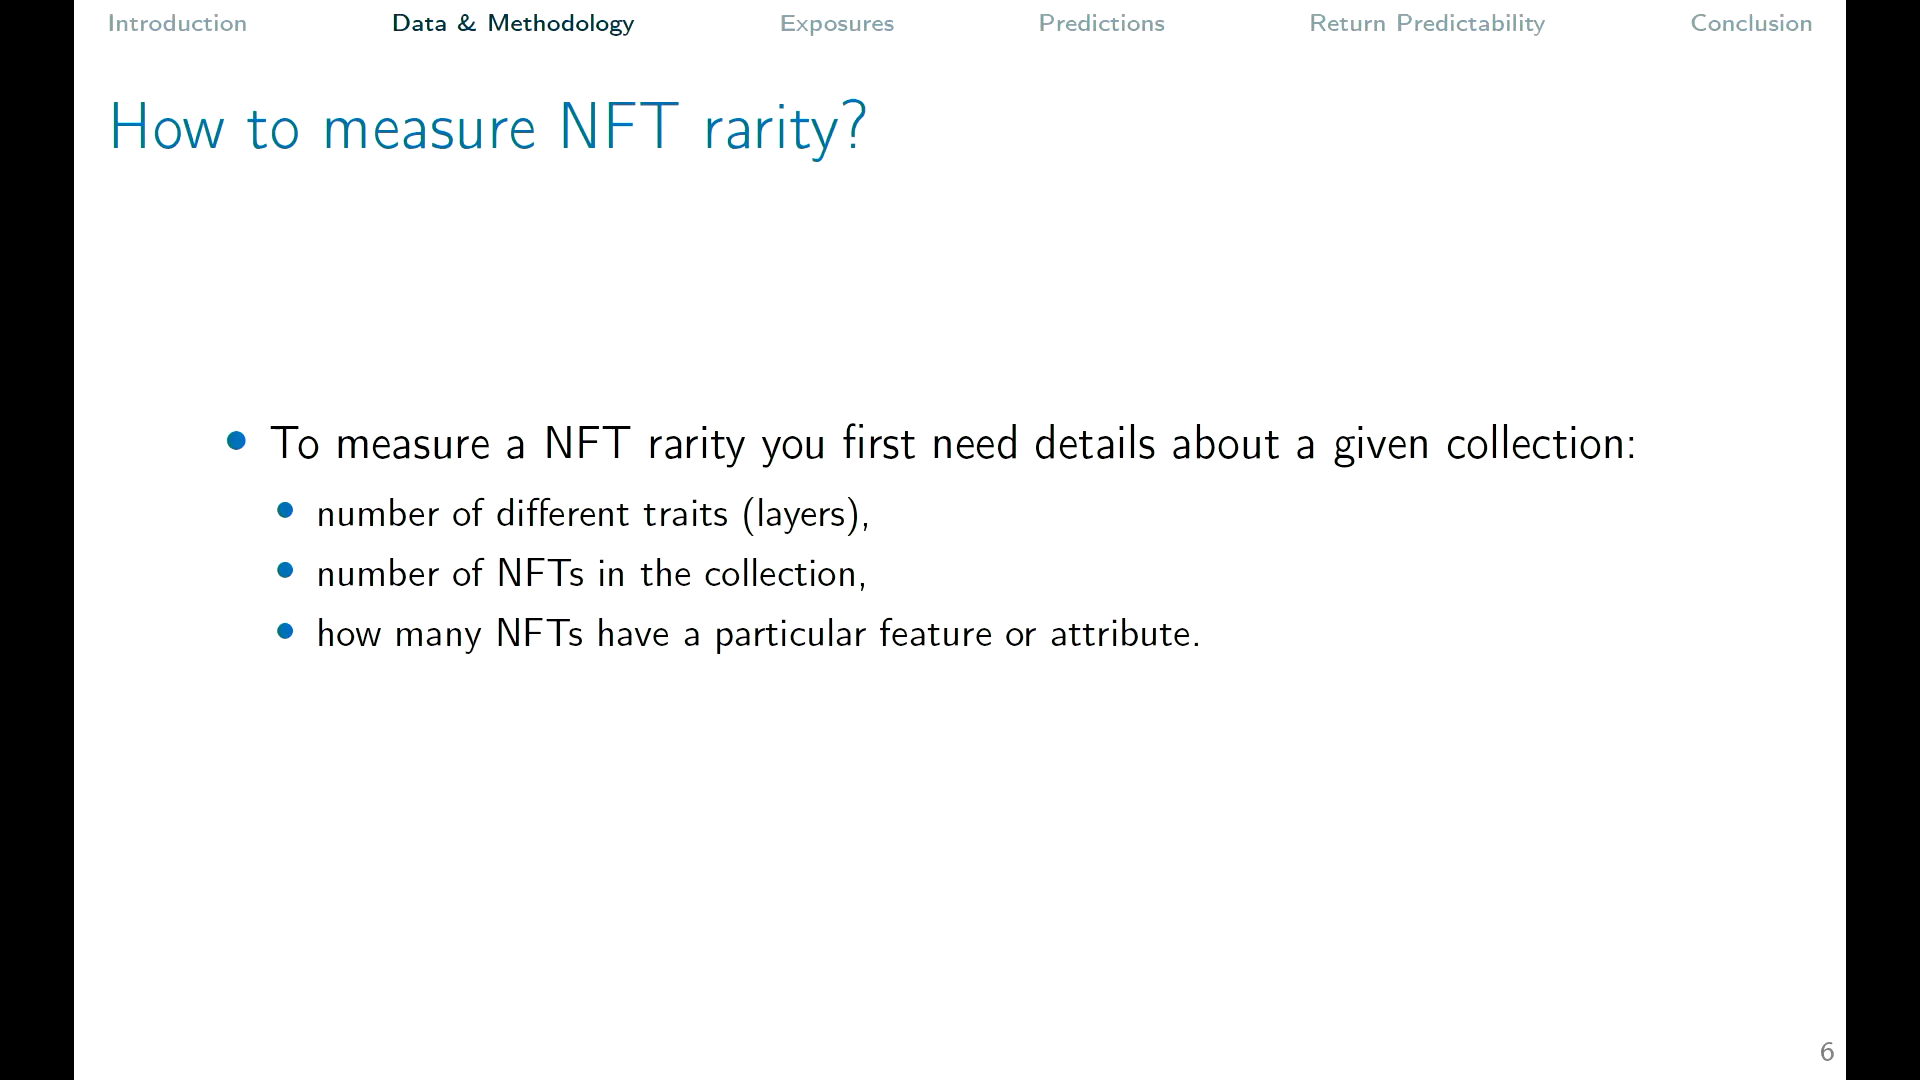 Introduction Data & Methodology Exposures Predictions Return Predictability Conclusion
How to measure NFT rarity?
To measure a NFT rarity you first need details about a given collection:
number of different traits (layers),
number of NFTs in the collection,
how many NFTs have a particular feature or attribute.
6